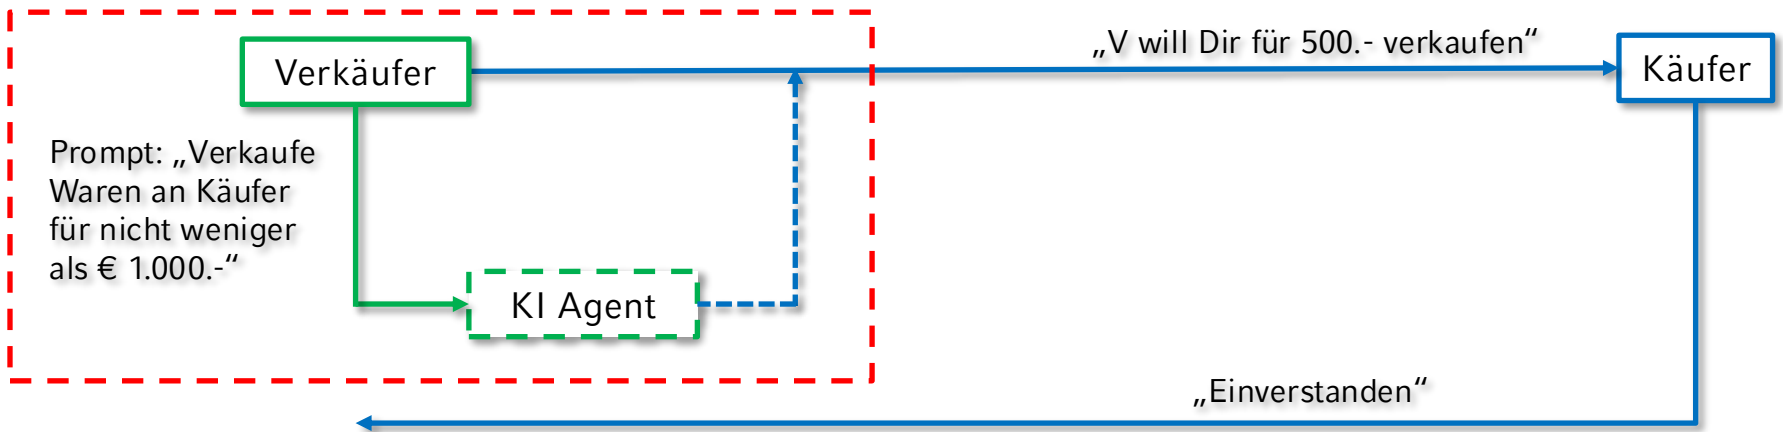 „V will Dir für 500.- verkaufen“
Verkäufer
Käufer
Prompt: „Verkaufe
Waren an Käufer
für nicht weniger
als € 1.000.-“
KI Agent
„Einverstanden“